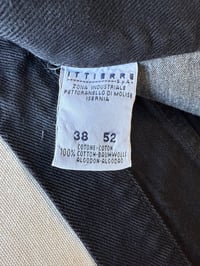 ITTIERRE
S.p.A.
ZONA INDUSTRIALE
PETTORANELLO DI MOLISE
ISERNIA
38 52
COTONE-COTON
100% COTTON-BAUMWOLLE
ALGODON-ALGODAO